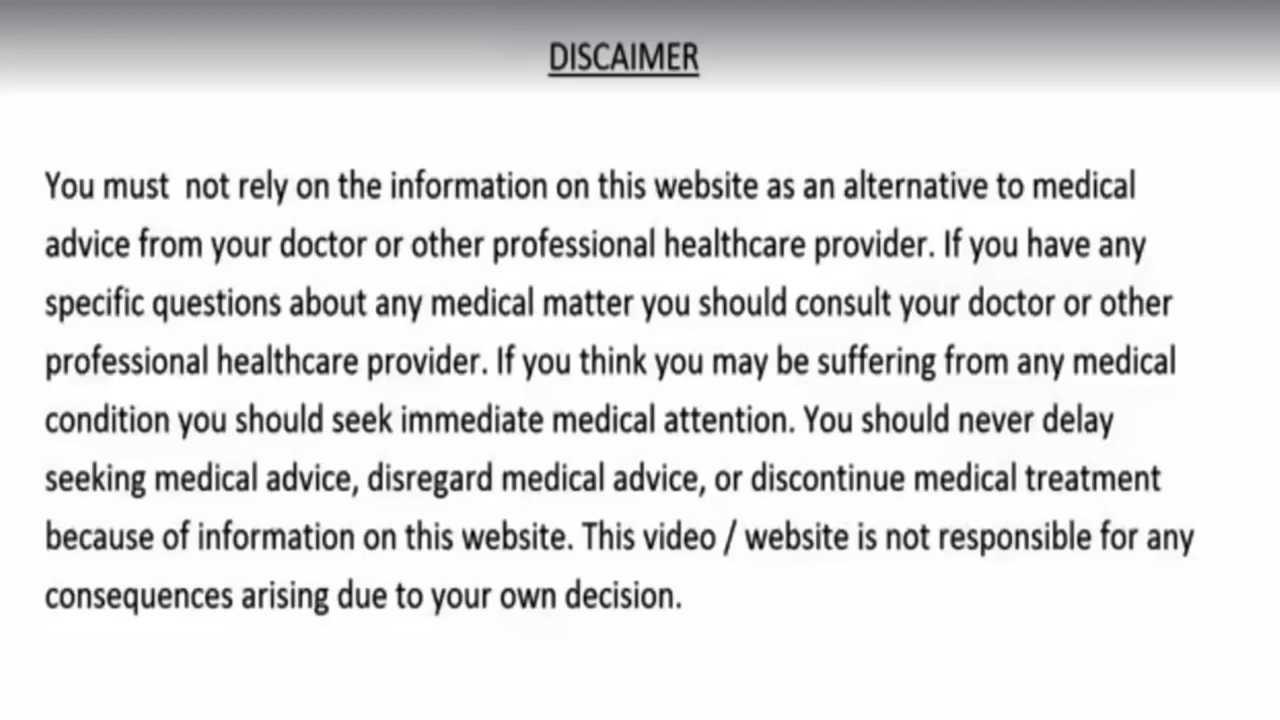 DISCAIMER
You must  not rely on the information on this website as an alternative to medical
advice from your doctor or other professional healthcare provider. If you have any
specific questions about any medical matter you should consult your doctor or other
professional healthcare provider. If you think you may be suffering from any medical
condition you should seek immediate medical attention. You should never delay
seeking medical advice, disregard medical advice, or discontinue medical treatment
because of information on this website. This video / website is not responsible for any
consequences arising due to your own decision.